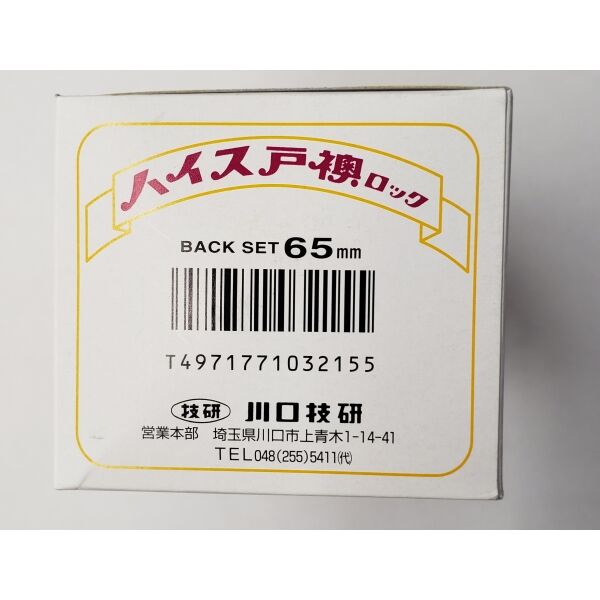 ハイス戸襖ロック
BACK SET 65mm
T4971771032155
技研 川口技研
営業本部 埼玉県川口市上青木1-14-41
TEL048(255)5411(代)